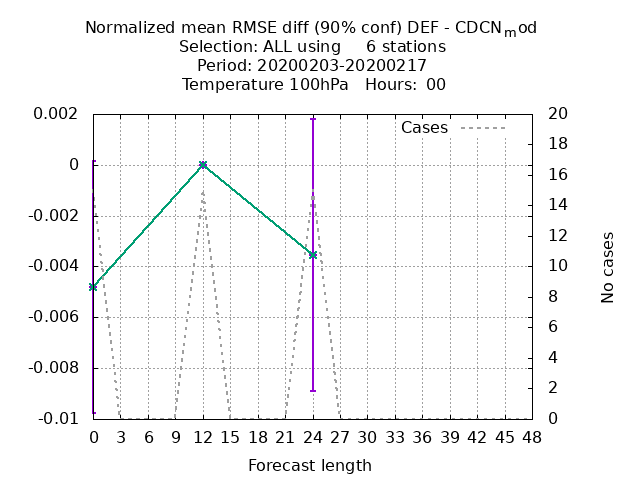 Normalized mean RMSE diff (90% conf) DEF - CDCNmod
Selection: ALL using 6 stations
Period: 20200203-20200217
Temperature 100hPa Hours: 00
Cases
0.002
0
-0.002
-0.004
-0.006
-0.008
-0.01
20
18
16
14
12
10
8
6
4
2
0
No cases
0 3 6 9 12 15 18 21 24 27 30 33 36 39 42 45 48
Forecast length